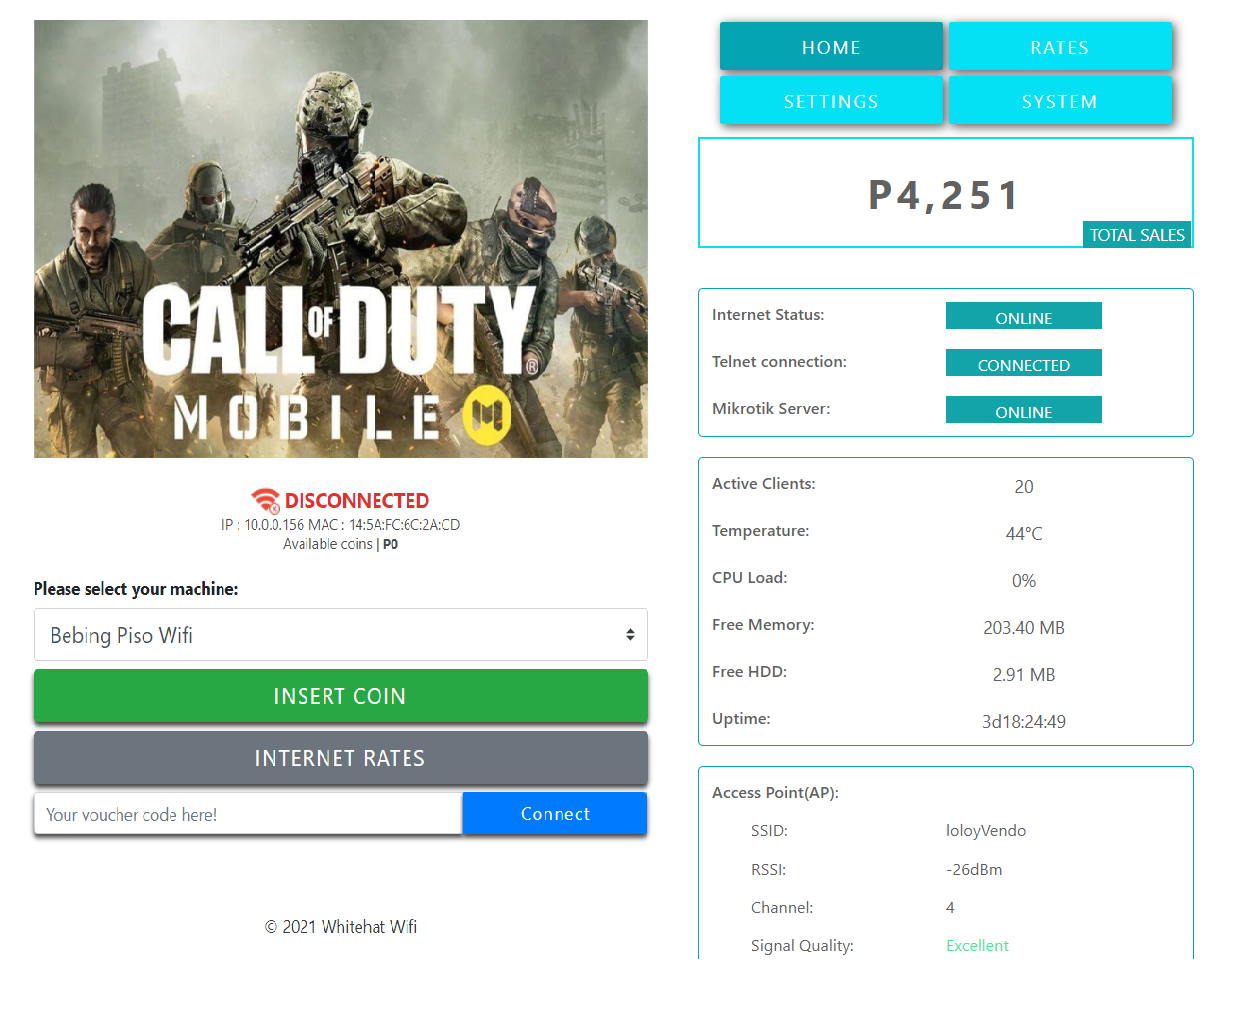 CALL OF DUTY®
MOBILE
DISCONNECTED
IP : 10.0.0.156 MAC : 14:5A:FC:6C:2A:CD
Available coins | P0
Please select your machine:
Bebing Piso Wifi
INSERT COIN
INTERNET RATES
Your voucher code here!
Connect
© 2021 Whitehat Wifi
HOME
RATES
SETTINGS
SYSTEM
P4,251
TOTAL SALES
Internet Status: ONLINE
Telnet connection: CONNECTED
Mikrotik Server: ONLINE
Active Clients: 20
Temperature: 44°C
CPU Load: 0%
Free Memory: 203.40 MB
Free HDD: 2.91 MB
Uptime: 3d18:24:49
Access Point(AP):
SSID: loloyVendo
RSSI: -26dBm
Channel: 4
Signal Quality: Excellent